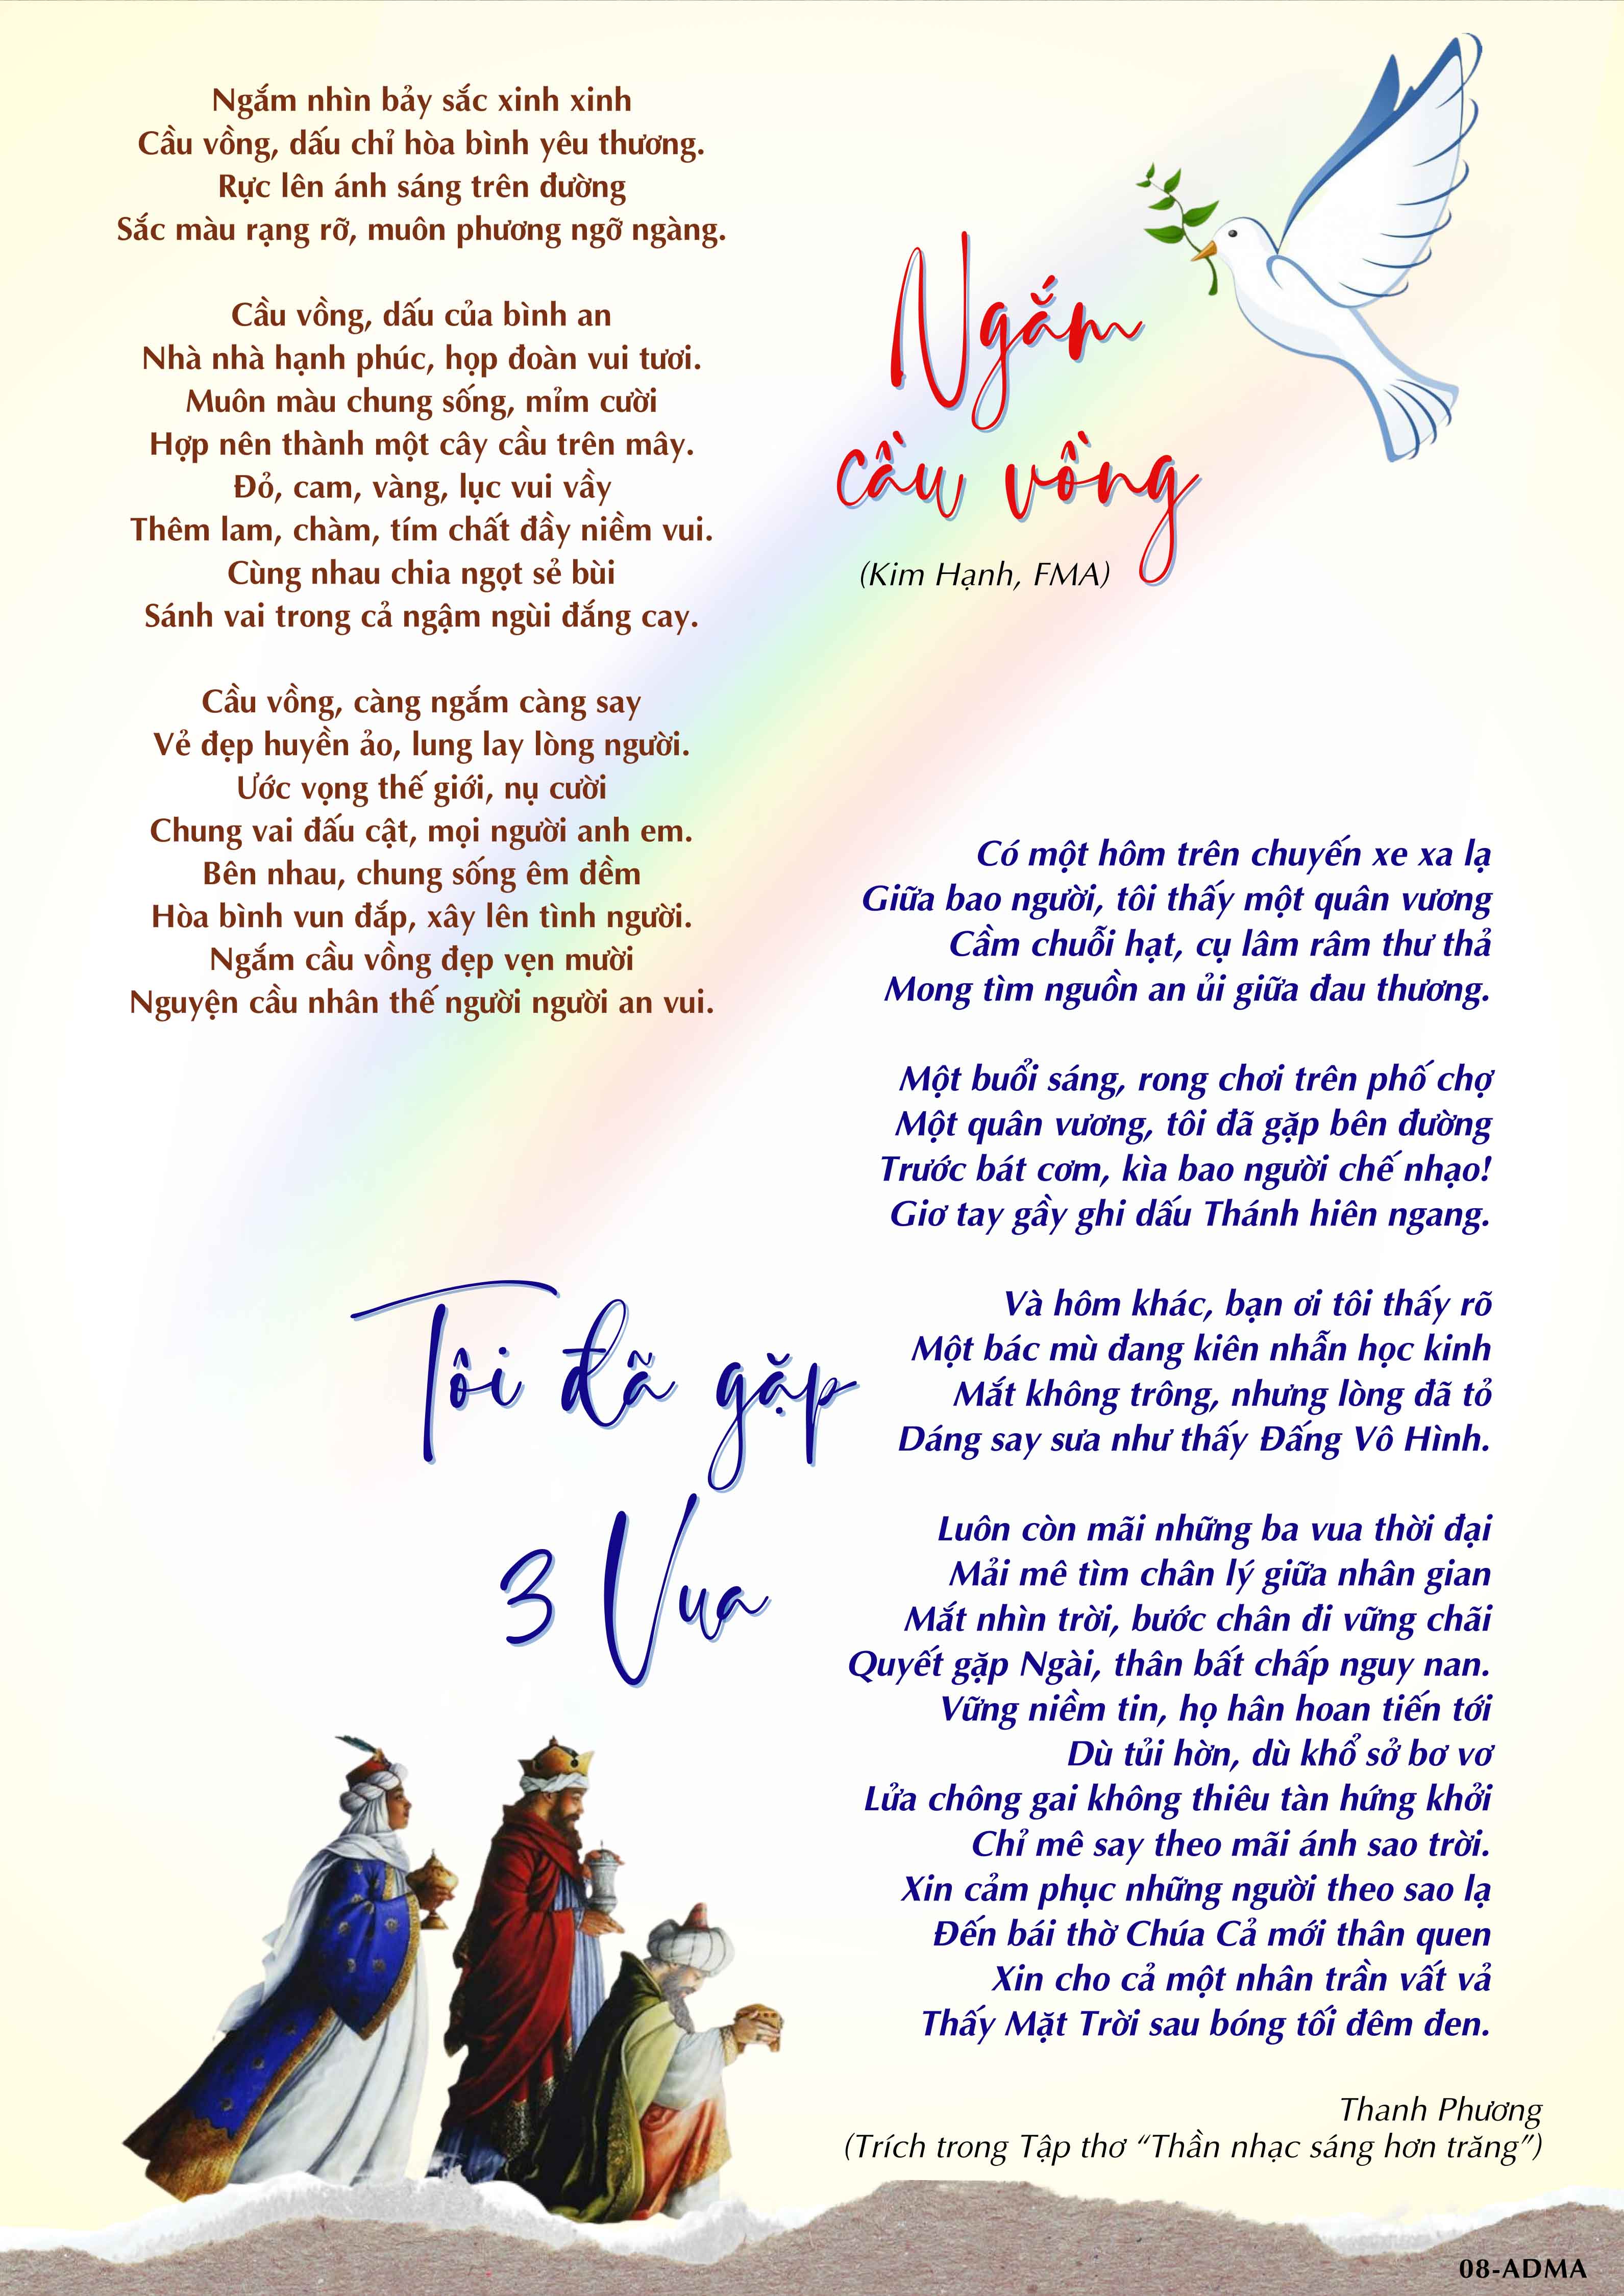 Ngắm
cầu vồng
(Kim Hạnh, FMA)
Ngắm nhìn bảy sắc xinh xinh
Cầu vồng, dấu chỉ hòa bình yêu thương.
Rực lên ánh sáng trên đường
Sắc màu rạng rỡ, muôn phương ngỡ ngàng.
Cầu vồng, dấu của bình an
Nhà nhà hạnh phúc, họp đoàn vui tươi.
Muôn màu chung sống, mỉm cười
Hợp nên thành một cây cầu trên mây.
Đỏ, cam, vàng, lục vui vầy
Thêm lam, chàm, tím chất đầy niềm vui.
Cùng nhau chia ngọt sẻ bùi
Sánh vai trong cả ngậm ngùi đắng cay.
Cầu vồng, càng ngắm càng say
Vẻ đẹp huyền ảo, lung lay lòng người.
Ước vọng thế giới, nụ cười
Chung vai đấu cật, mọi người anh em.
Bên nhau, chung sống êm đềm
Hòa bình vun đắp, xây lên tình người.
Ngắm cầu vồng đẹp vẹn mười
Nguyện cầu nhân thế người người an vui.
Tôi đã gặp
3 Vua
Có một hôm trên chuyến xe xa lạ
Giữa bao người, tôi thấy một quân vương
Cầm chuỗi hạt, cụ lâm râm thư thả
Mong tìm nguồn an ủi giữa đau thương.
Một buổi sáng, rong chơi trên phố chợ
Một quân vương, tôi đã gặp bên đường
Trước bát cơm, kìa bao người chế nhạo!
Giơ tay gầy ghi dấu Thánh hiên ngang.
Và hôm khác, bạn ơi tôi thấy rõ
Một bác mù đang kiên nhẫn học kinh
Mắt không trông, nhưng lòng đã tỏ
Dáng say sưa như thấy Đấng Vô Hình.
Luôn còn mãi những ba vua thời đại
Mải mê tìm chân lý giữa nhân gian
Mắt nhìn trời, bước chân đi vững chãi
Quyết gặp Ngài, thân bất chấp nguy nan.
Vững niềm tin, họ hân hoan tiến tới
Dù tủi hờn, dù khổ sở bơ vơ
Lửa chông gai không thiêu tàn hứng khởi
Chỉ mê say theo mãi ánh sao trời.
Xin cảm phục những người theo sao lạ
Đến bái thờ Chúa Cả mới thân quen
Xin cho cả một nhân trần vất vả
Thấy Mặt Trời sau bóng tối đêm đen.
Thanh Phương
(Trích trong Tập thơ “Thần nhạc sáng hơn trăng”)
08-ADMA